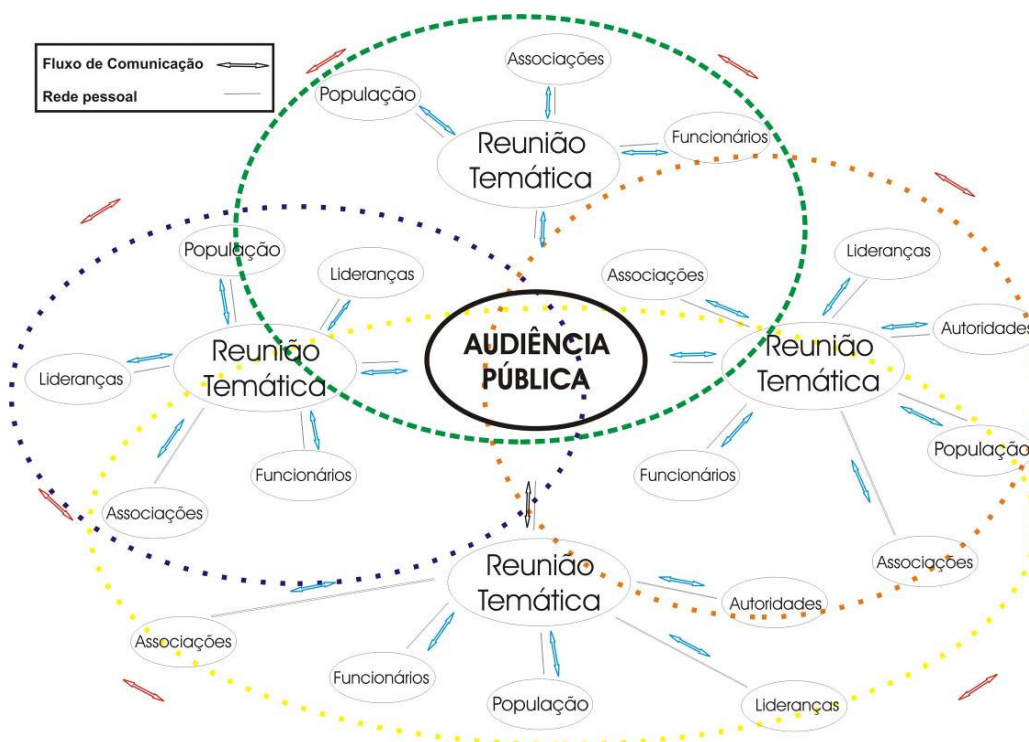 Fluxo de Comunicação
Rede pessoal
Associações
População
Reunião
Temática
Funcionários
População
Lideranças
Reunião
Temática
Lideranças
Associações
Funcionários
AUDIÊNCIA
PÚBLICA
Associações
Lideranças
Autoridades
Reunião
Temática
População
Funcionários
Associações
Reunião
Temática
Autoridades
Associações
Funcionários
População
Lideranças